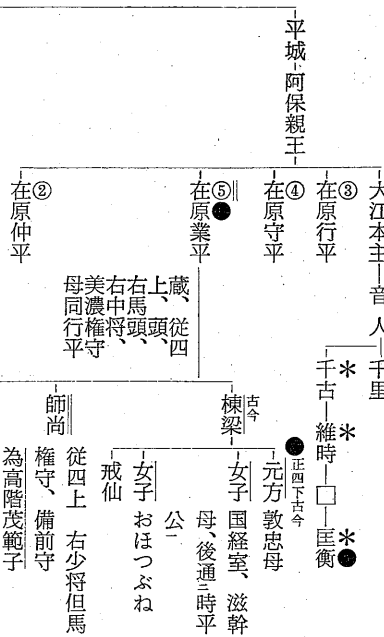 平城
阿保親王
大江本主
音人
千里
＊千古
＊維時
□
＊●匡衡
③在原行平
④在原守平
⑤●在原業平
蔵、従四
上、頭、
右馬頭、
右中将、
美濃権守
母同行平
②在原仲平
古今
棟梁
●正四下古今
元方
敦忠母
女子
国経室、滋幹
母、後通ニ時平
公一
女子
おほつぶね
戒仙
師尚
従四上　右少将但馬
権守、備前守
為高階茂範子